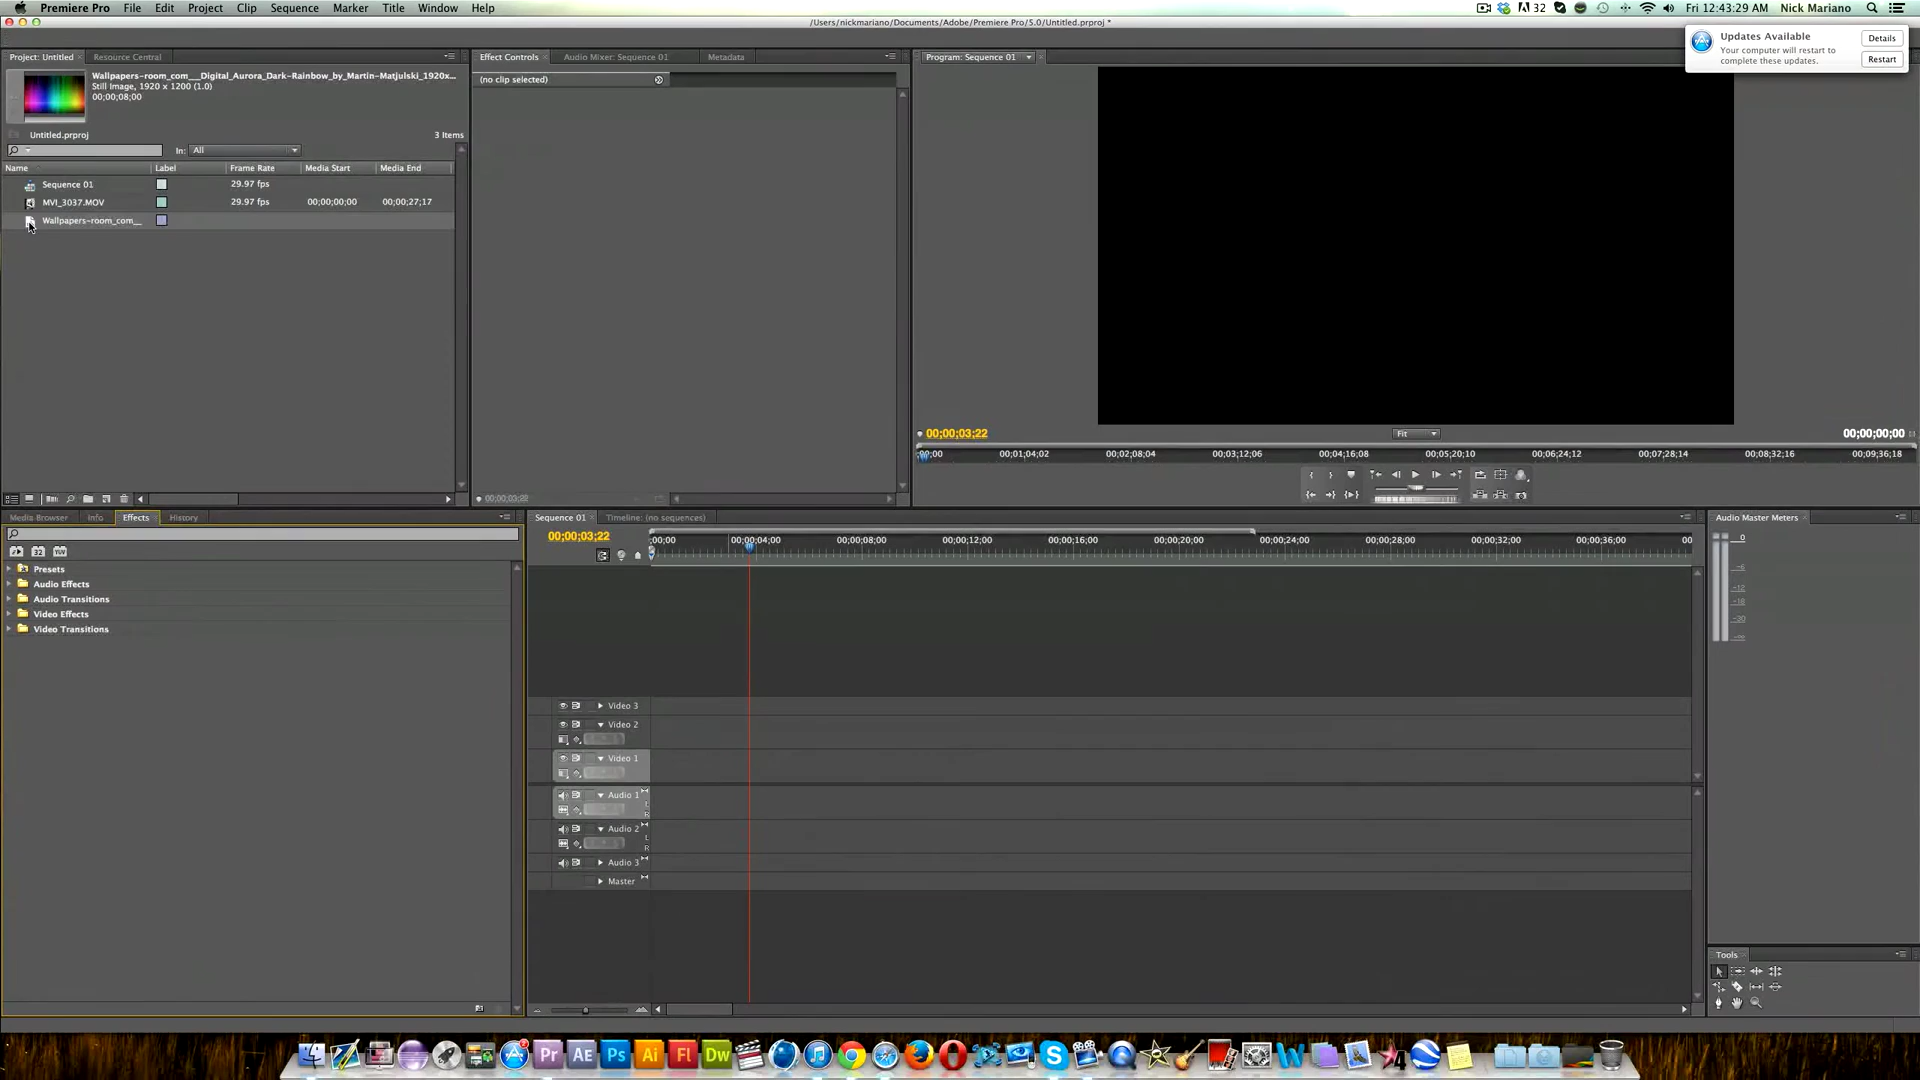 Premiere Pro File Edit Project Clip Sequence Marker Title Window Help
32 Fri 12:43:29 AM Nick Mariano
/Users/nickmariano/Documents/Adobe/Premiere Pro/5.0/Untitled.prproj *
Updates Available
Your computer will restart to
complete these updates.
Details
Restart
Project: Untitled Resource Central
Wallpapers-room_com__Digital_Aurora_Dark-Rainbow_by_Martin-Matjulski_1920x...
Still Image, 1920 x 1200 (1.0)
00;00;08;00
Untitled.prproj 3 Items
In: All
Name Label Frame Rate Media Start Media End
Sequence 01 29.97 fps
MVI_3037.MOV 29.97 fps 00;00;00;00 00;00;27;17
Wallpapers-room_com__
Effect Controls Audio Mixer: Sequence 01 Metadata
(no clip selected)
00;00;03;22
Program: Sequence 01
00;00;03;22 Fit 00;00;00;00
;00;00 00;01;04;02 00;02;08;04 00;03;12;06 00;04;16;08 00;05;20;10 00;06;24;12 00;07;28;14 00;08;32;16 00;09;36;18
Media Browser Info Effects History
32 YUV
Presets
Audio Effects
Audio Transitions
Video Effects
Video Transitions
Sequence 01 Timeline: (no sequences)
00;00;03;22
;00;00 00;00;04;00 00;00;08;00 00;00;12;00 00;00;16;00 00;00;20;00 00;00;24;00 00;00;28;00 00;00;32;00 00;00;36;00 00
Video 3
Video 2
Video 1
Audio 1
L
R
Audio 2
L
R
Audio 3
Master
Audio Master Meters
0
-6
-12
-18
-20
Tools
Pr AE Ps Ai Fl Dw